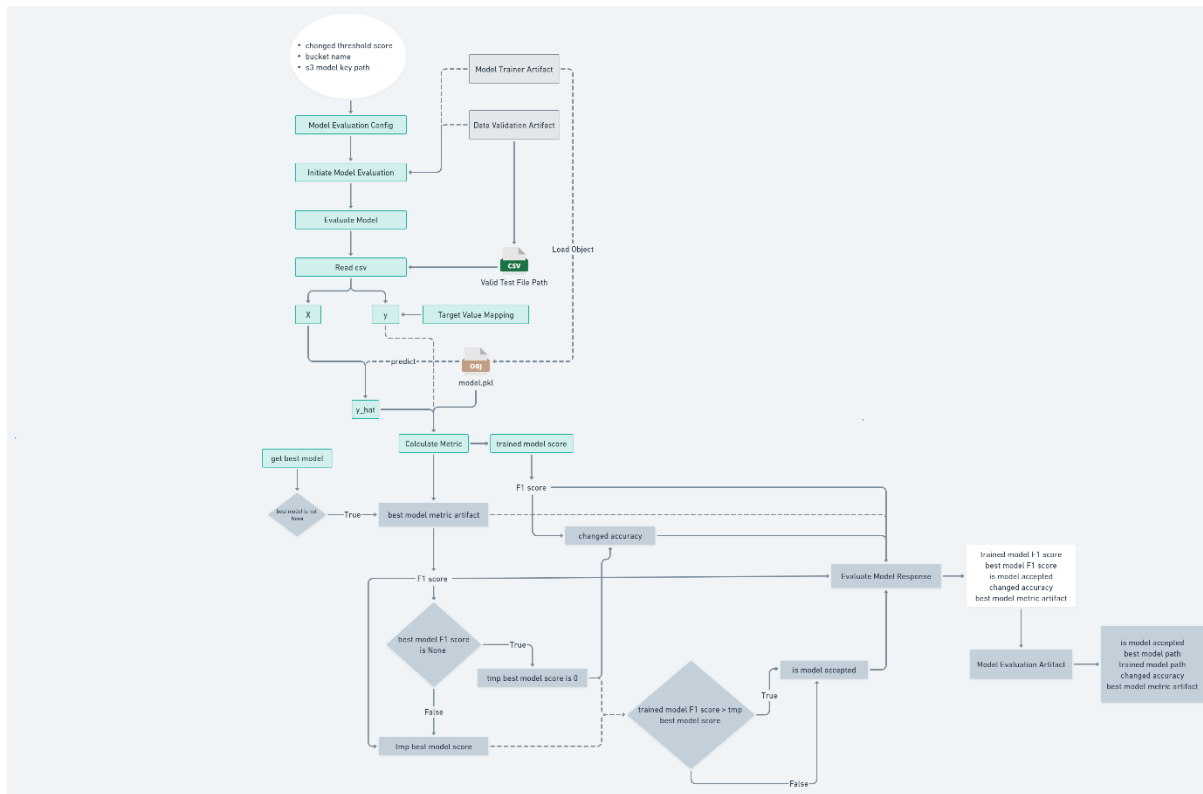 changed threshold score
bucket name
s3 model key path
Model Trainer Artifact
Model Evaluation Config
Data Validation Artifact
Initiate Model Evaluation
Evaluate Model
Load Object
Read csv
CSV
Valid Test File Path
X
y
Target Value Mapping
predict
OBJ
model.pkl
y_hat
Calculate Metric
trained model score
get best model
F1 score
best model is not
None
True
best model metric artifact
changed accuracy
trained model F1 score
best model F1 score
is model accepted
changed accuracy
best model metric artifact
F1 score
Evaluate Model Response
best model F1 score
is None
True
tmp best model score is 0
is model accepted
Model Evaluation Artifact
is model accepted
best model path
trained model path
changed accuracy
best model metric artifact
False
True
trained model F1 score > tmp
best model score
tmp best model score
False